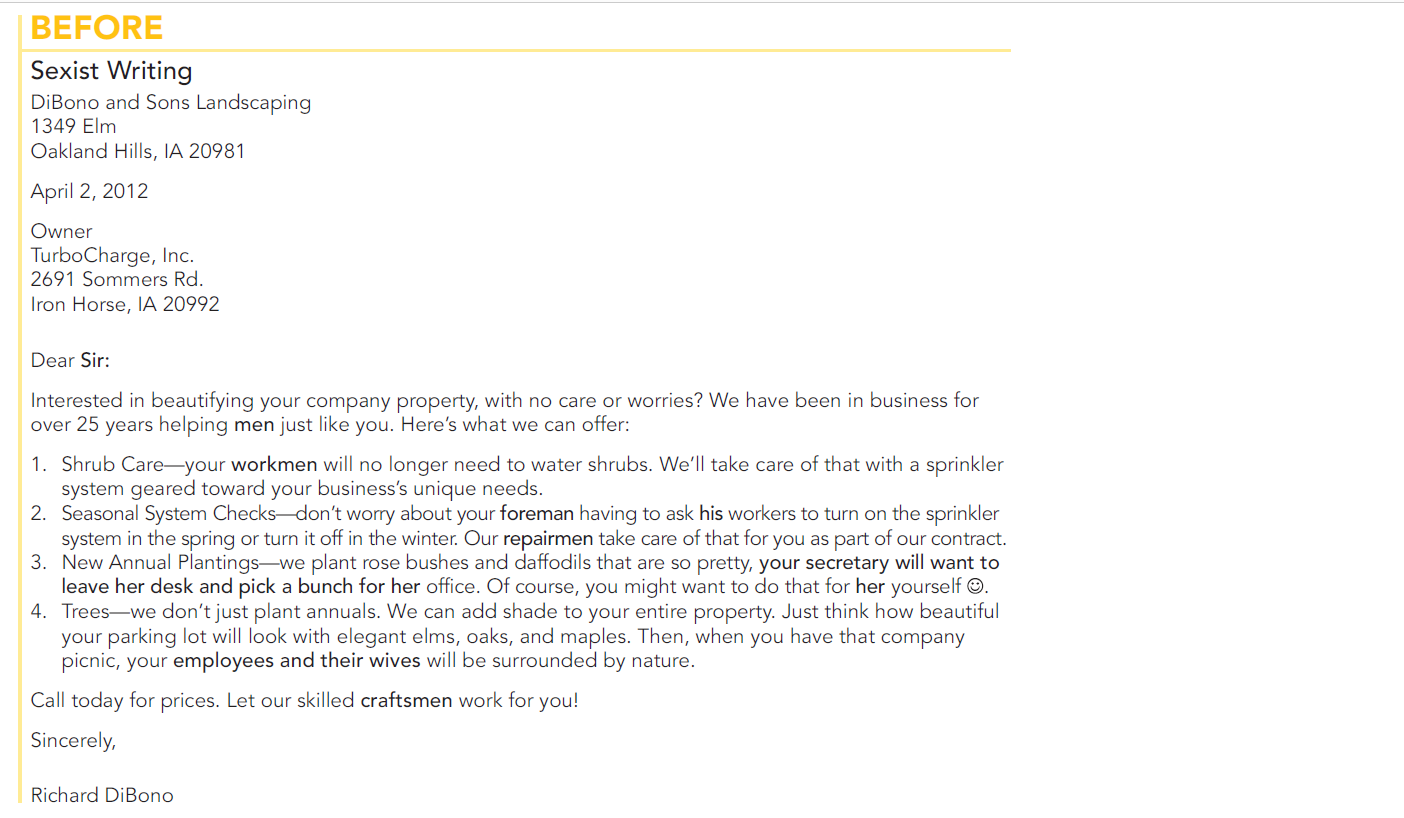 BEFORE
Sexist Writing
DiBono and Sons Landscaping
1349 Elm
Oakland Hills, IA 20981
April 2, 2012
Owner
TurboCharge, Inc.
2691 Sommers Rd.
Iron Horse, IA 20992
Dear Sir:
Interested in beautifying your company property, with no care or worries? We have been in business for
over 25 years helping men just like you. Here’s what we can offer:
1. Shrub Care—your workmen will no longer need to water shrubs. We’ll take care of that with a sprinkler
system geared toward your business’s unique needs.
2. Seasonal System Checks—don’t worry about your foreman having to ask his workers to turn on the sprinkler
system in the spring or turn it off in the winter. Our repairmen take care of that for you as part of our contract.
3. New Annual Plantings—we plant rose bushes and daffodils that are so pretty, your secretary will want to
leave her desk and pick a bunch for her office. Of course, you might want to do that for her yourself ☺.
4. Trees—we don’t just plant annuals. We can add shade to your entire property. Just think how beautiful
your parking lot will look with elegant elms, oaks, and maples. Then, when you have that company
picnic, your employees and their wives will be surrounded by nature.
Call today for prices. Let our skilled craftsmen work for you!
Sincerely,
Richard DiBono